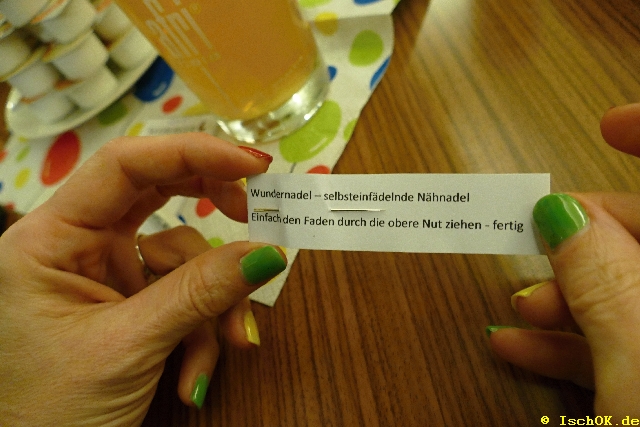 Wundernadel – selbsteinfädelnde Nähnadel
Einfach den Faden durch die obere Nut ziehen - fertig
© IschOK.de